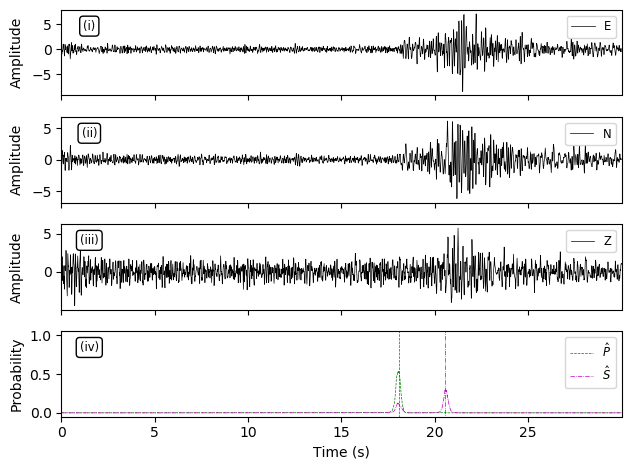 (i)
E
Amplitude
5
0
−5
(ii)
N
Amplitude
5
0
−5
(iii)
Z
Amplitude
5
0
(iv)
P̂
Ŝ
Probability
1.0
0.5
0.0
0 5 10 15 20 25
Time (s)